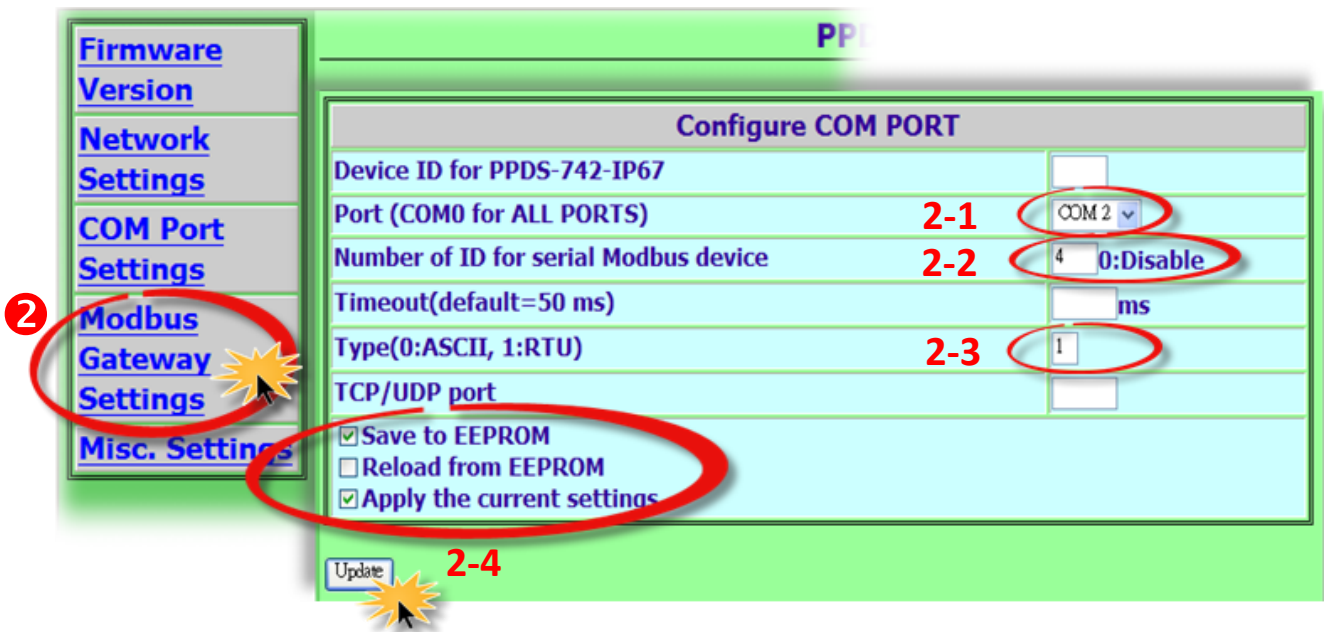 PP
Firmware
Version
Network
Settings
COM Port
Settings
2
Modbus
Gateway
Settings
Misc. Settings
Configure COM PORT
Device ID for PPDS-742-IP67
Port (COM0 for ALL PORTS) 2-1 COM 2
Number of ID for serial Modbus device 2-2 4 0:Disable
Timeout(default=50 ms) ms
Type(0:ASCII, 1:RTU) 2-3 1
TCP/UDP port
Save to EEPROM
Reload from EEPROM
Apply the current settings
Update 2-4